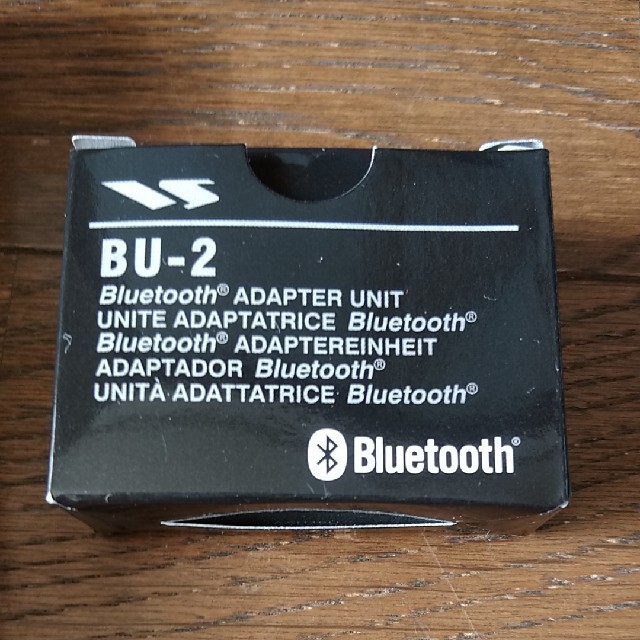 BU-2
Bluetooth® ADAPTER UNIT
UNITE ADAPTATRICE Bluetooth®
Bluetooth® ADAPTEREINHEIT
ADAPTADOR Bluetooth®
UNITÀ ADATTATRICE Bluetooth®
Bluetooth®